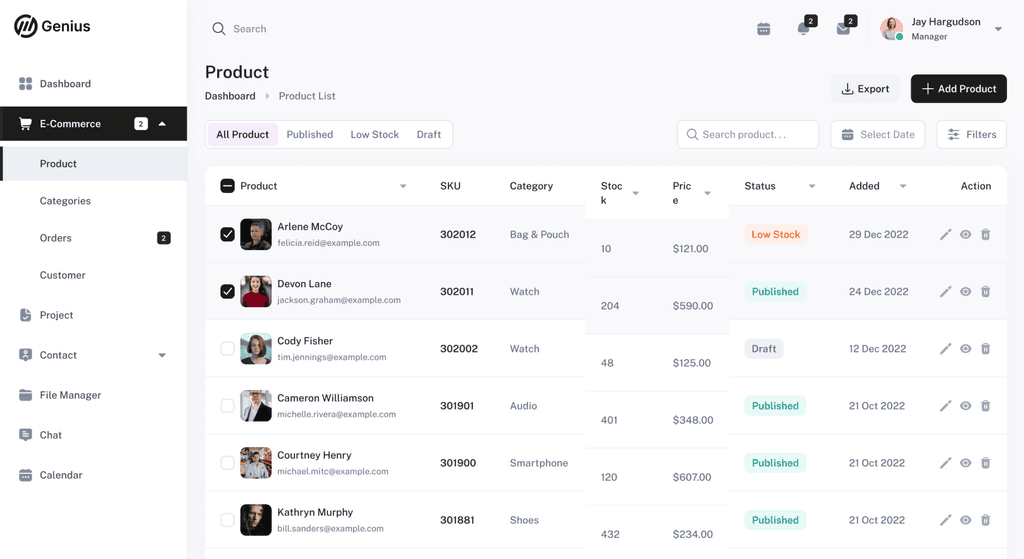 Genius
Search
2
2
Jay Hargudson
Manager
Dashboard
E-Commerce 2
Product
Categories
Orders 2
Customer
Project
Contact
File Manager
Chat
Calendar
Product
Dashboard Product List
Export
Add Product
All Product Published Low Stock Draft
Search product...
Select Date
Filters
Product SKU Category Stoc Pric Status Added Action
k e
Arlene McCoy
felicia.reid@example.com
302012 Bag & Pouch 10 $121.00 Low Stock 29 Dec 2022
Devon Lane
jackson.graham@example.com
302011 Watch 204 $590.00 Published 24 Dec 2022
Cody Fisher
tim.jennings@example.com
302002 Watch 48 $125.00 Draft 12 Dec 2022
Cameron Williamson
michelle.rivera@example.com
301901 Audio 401 $348.00 Published 21 Oct 2022
Courtney Henry
michael.mitc@example.com
301900 Smartphone 120 $607.00 Published 21 Oct 2022
Kathryn Murphy
bill.sanders@example.com
301881 Shoes 432 $234.00 Published 21 Oct 2022